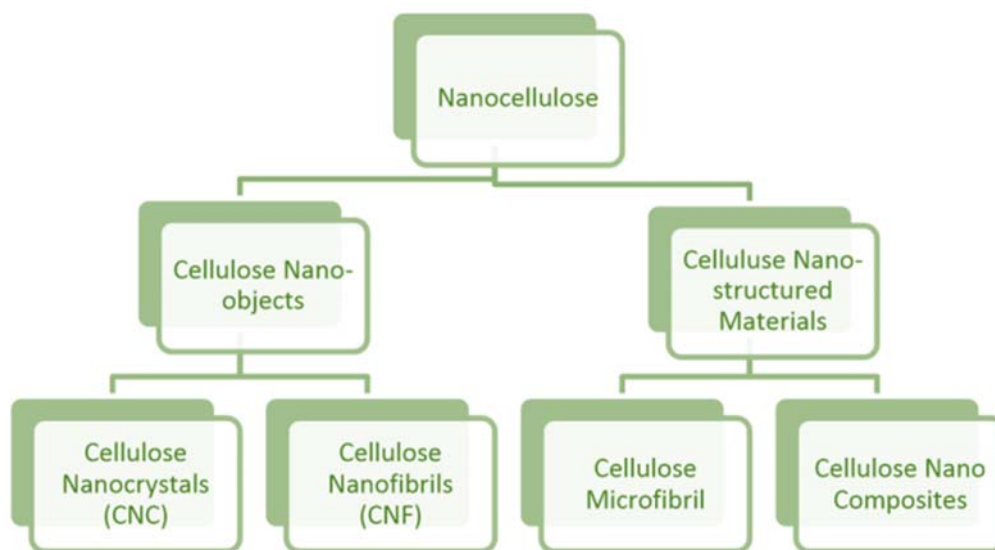 Nanocellulose
Cellulose Nano-
objects
Celluluse Nano-
structured
Materials
Cellulose
Nanocrystals
(CNC)
Cellulose
Nanofibrils
(CNF)
Cellulose
Microfibril
Cellulose Nano
Composites